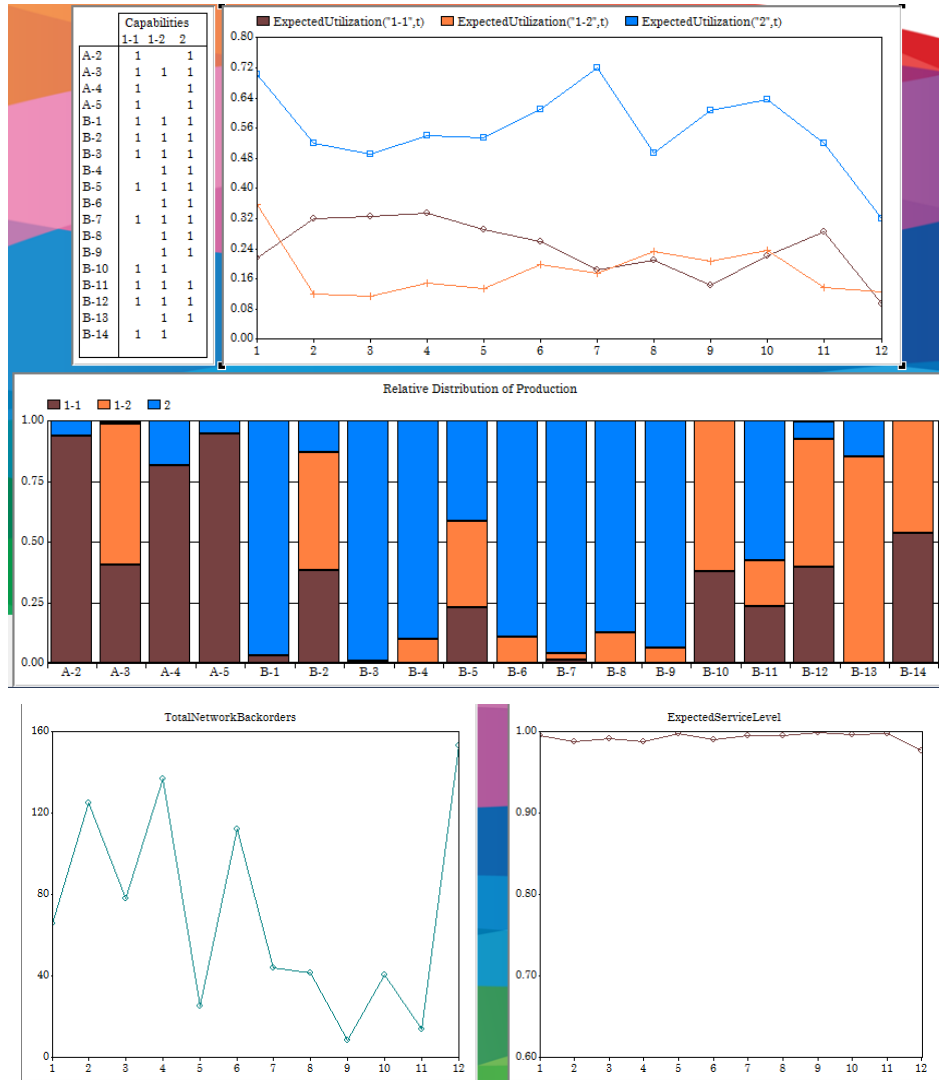 Capabilities
1-1 1-2 2
A-2 1 1
A-3 1 1 1
A-4 1 1
A-5 1 1
B-1 1 1 1
B-2 1 1 1
B-3 1 1 1
B-4 1 1
B-5 1 1 1
B-6 1 1
B-7 1 1 1
B-8 1 1
B-9 1 1
B-10 1 1
B-11 1 1 1
B-12 1 1 1
B-13 1 1
B-14 1 1
ExpectedUtilization("1-1",t) ExpectedUtilization("1-2",t) ExpectedUtilization("2",t)
0.80
0.72
0.64
0.56
0.48
0.40
0.32
0.24
0.16
0.08
0.00
1 2 3 4 5 6 7 8 9 10 11 12
Relative Distribution of Production
1-1 1-2 2
1.00
0.75
0.50
0.25
0.00
A-2 A-3 A-4 A-5 B-1 B-2 B-3 B-4 B-5 B-6 B-7 B-8 B-9 B-10 B-11 B-12 B-13 B-14
TotalNetworkBackorders
160
120
80
40
0
1 2 3 4 5 6 7 8 9 10 11 12
ExpectedServiceLevel
1.00
0.90
0.80
0.70
0.60
1 2 3 4 5 6 7 8 9 10 11 12